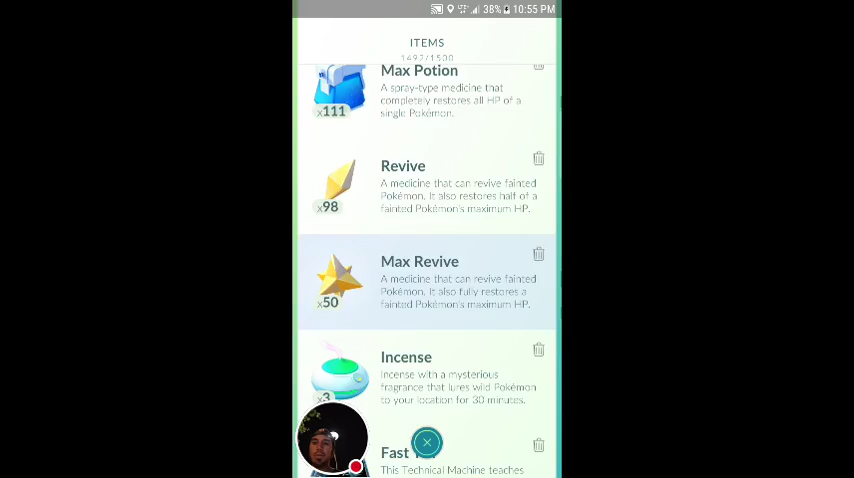 38% 10:55 PM
ITEMS
1492/1500
Max Potion
A spray-type medicine that
completely restores all HP of a
single Pokémon.
x111
Revive
A medicine that can revive fainted
Pokémon. It also restores half of a
fainted Pokémon's maximum HP.
x98
Max Revive
A medicine that can revive fainted
Pokémon. It also fully restores a
fainted Pokémon's maximum HP.
x50
Incense
Incense with a mysterious
fragrance that lures wild Pokémon
to your location for 30 minutes.
x3
Fast
This Technical Machine teaches